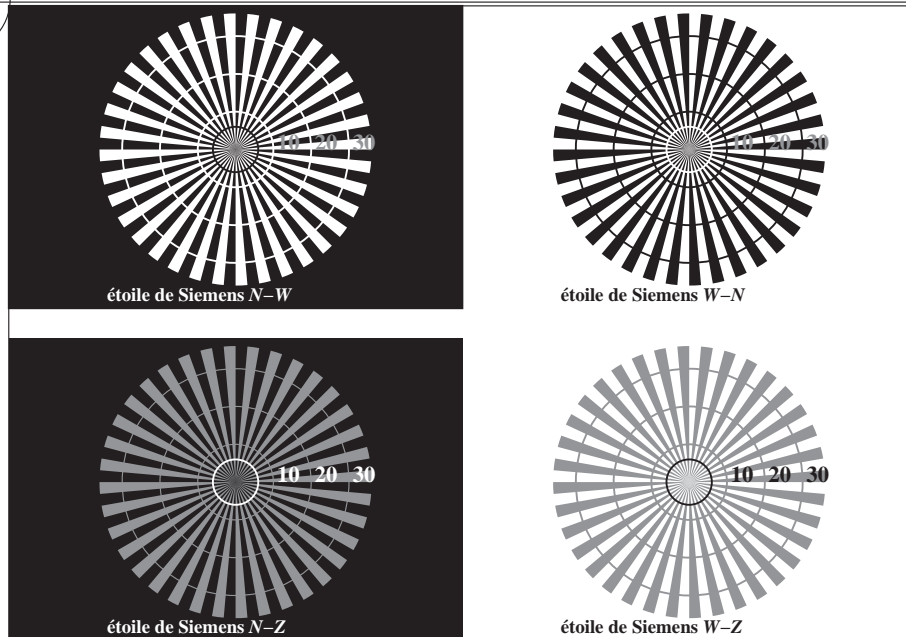 10 20 30
étoile de Siemens N–W
10 20 30
étoile de Siemens W–N
10 20 30
étoile de Siemens N–Z
10 20 30
étoile de Siemens W–Z